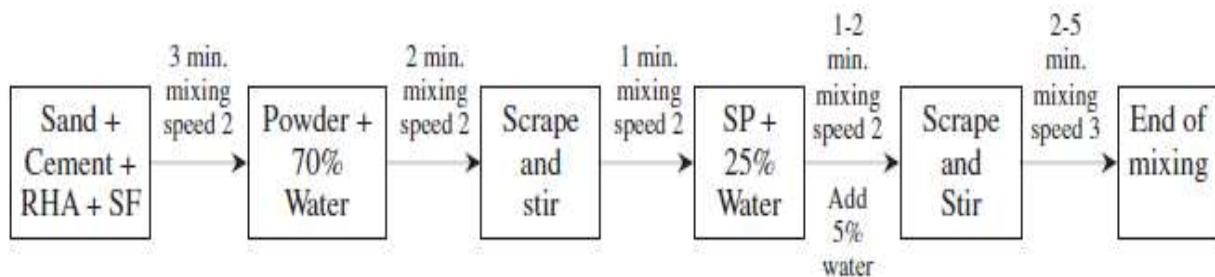 Sand +
Cement +
RHA + SF
3 min.
mixing
speed 2
Powder +
70%
Water
2 min.
mixing
speed 2
Scrape
and
stir
1 min.
mixing
speed 2
SP +
25%
Water
1-2
min.
mixing
speed 2
Add
5%
water
Scrape
and
Stir
2-5
min.
mixing
speed 3
End of
mixing